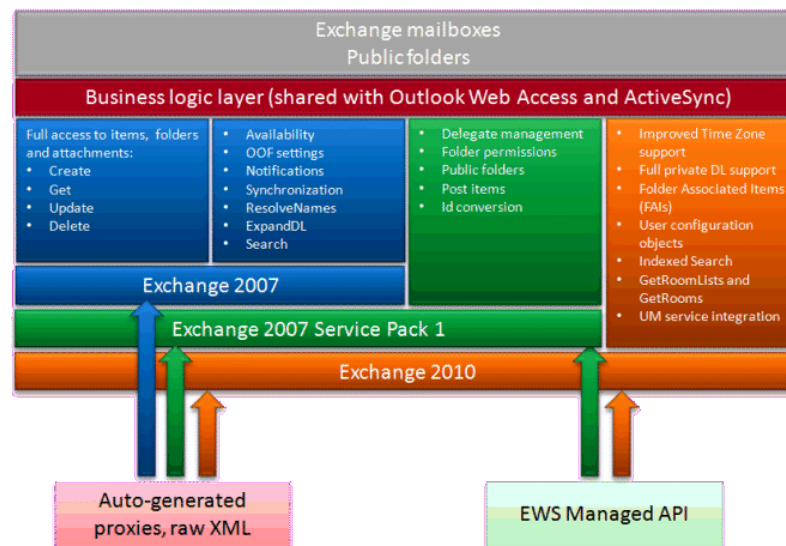 Exchange mailboxes
Public folders
Business logic layer (shared with Outlook Web Access and ActiveSync)
Full access to items, folders
and attachments:
• Create
• Get
• Update
• Delete
• Availability
• OOF settings
• Notifications
• Synchronization
• ResolveNames
• ExpandDL
• Search
• Delegate management
• Folder permissions
• Public folders
• Post items
• Id conversion
• Improved Time Zone
support
• Full private DL support
• Folder Associated Items
(FAIs)
• User configuration
objects
• Indexed Search
• GetRoomLists and
GetRooms
• UM service integration
Exchange 2007
Exchange 2007 Service Pack 1
Exchange 2010
Auto-generated
proxies, raw XML
EWS Managed API